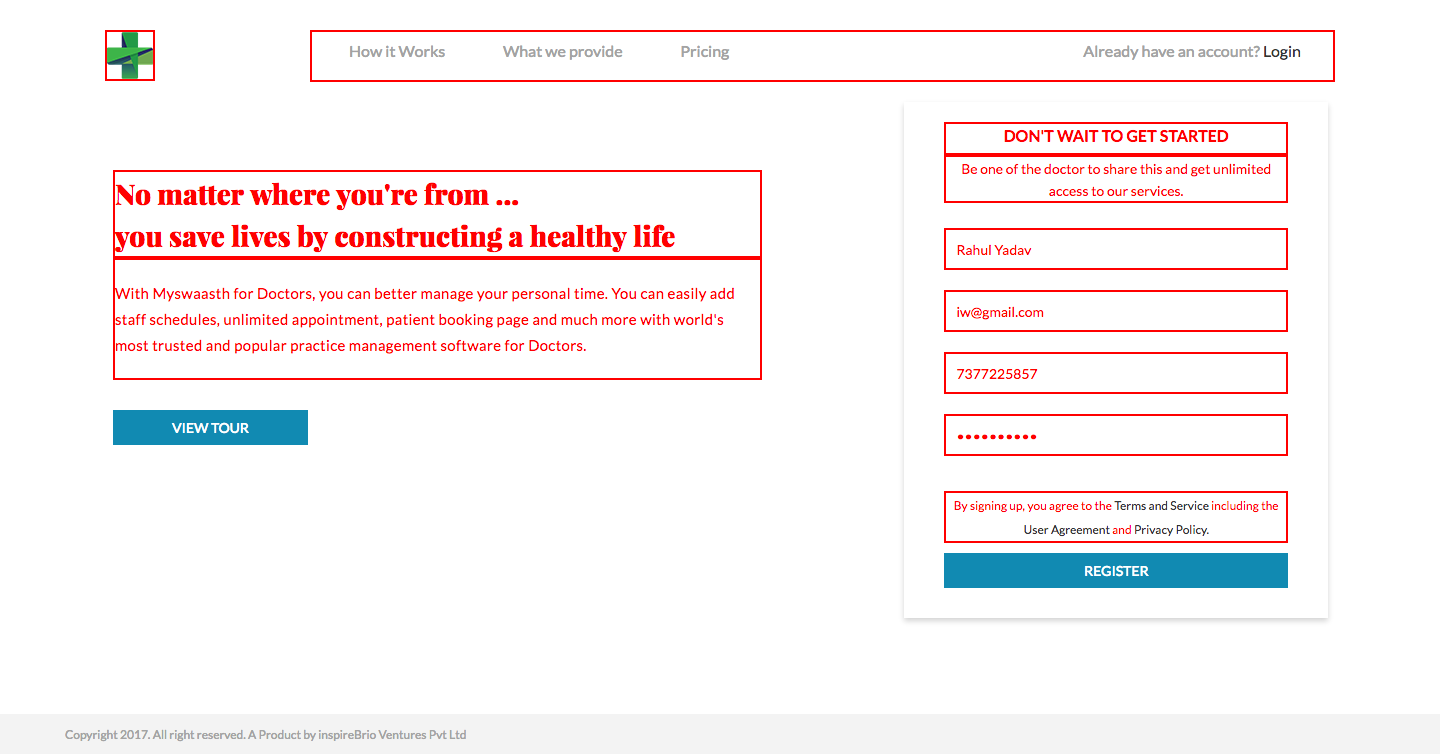 How it Works What we provide Pricing Already have an account? Login
No matter where you're from ...
you save lives by constructing a healthy life
With Myswaasth for Doctors, you can better manage your personal time. You can easily add
staff schedules, unlimited appointment, patient booking page and much more with world's
most trusted and popular practice management software for Doctors.
VIEW TOUR
DON'T WAIT TO GET STARTED
Be one of the doctor to share this and get unlimited
access to our services.
Rahul Yadav
iw@gmail.com
7377225857
••••••••••
By signing up, you agree to the Terms and Service including the
User Agreement and Privacy Policy.
REGISTER
Copyright 2017. All right reserved. A Product by inspireBrio Ventures Pvt Ltd